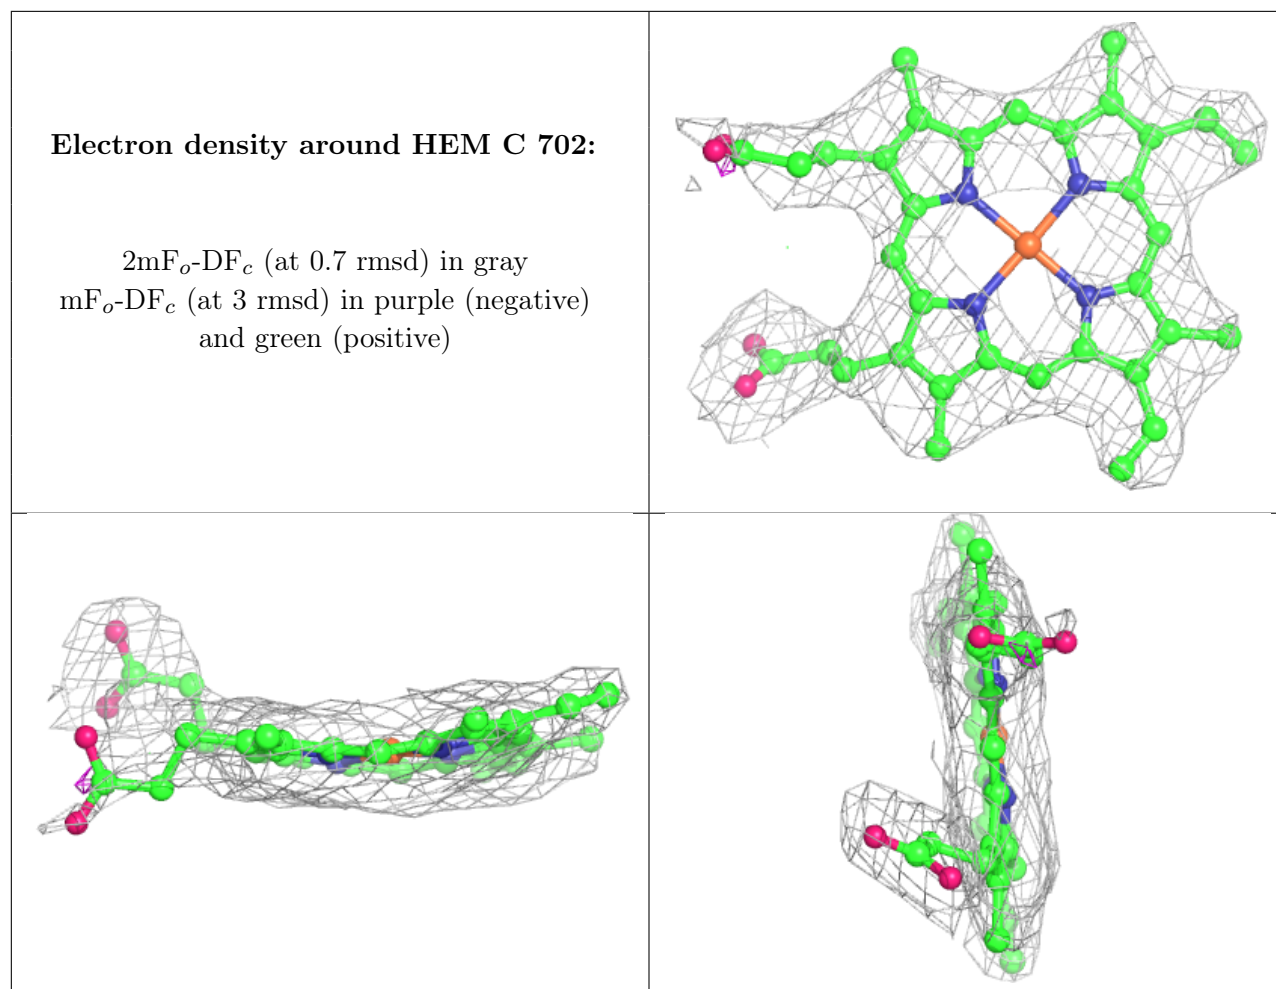 Electron density around HEM C 702:
2mFₒ-DF𝒸 (at 0.7 rmsd) in gray
mFₒ-DF𝒸 (at 3 rmsd) in purple (negative)
and green (positive)